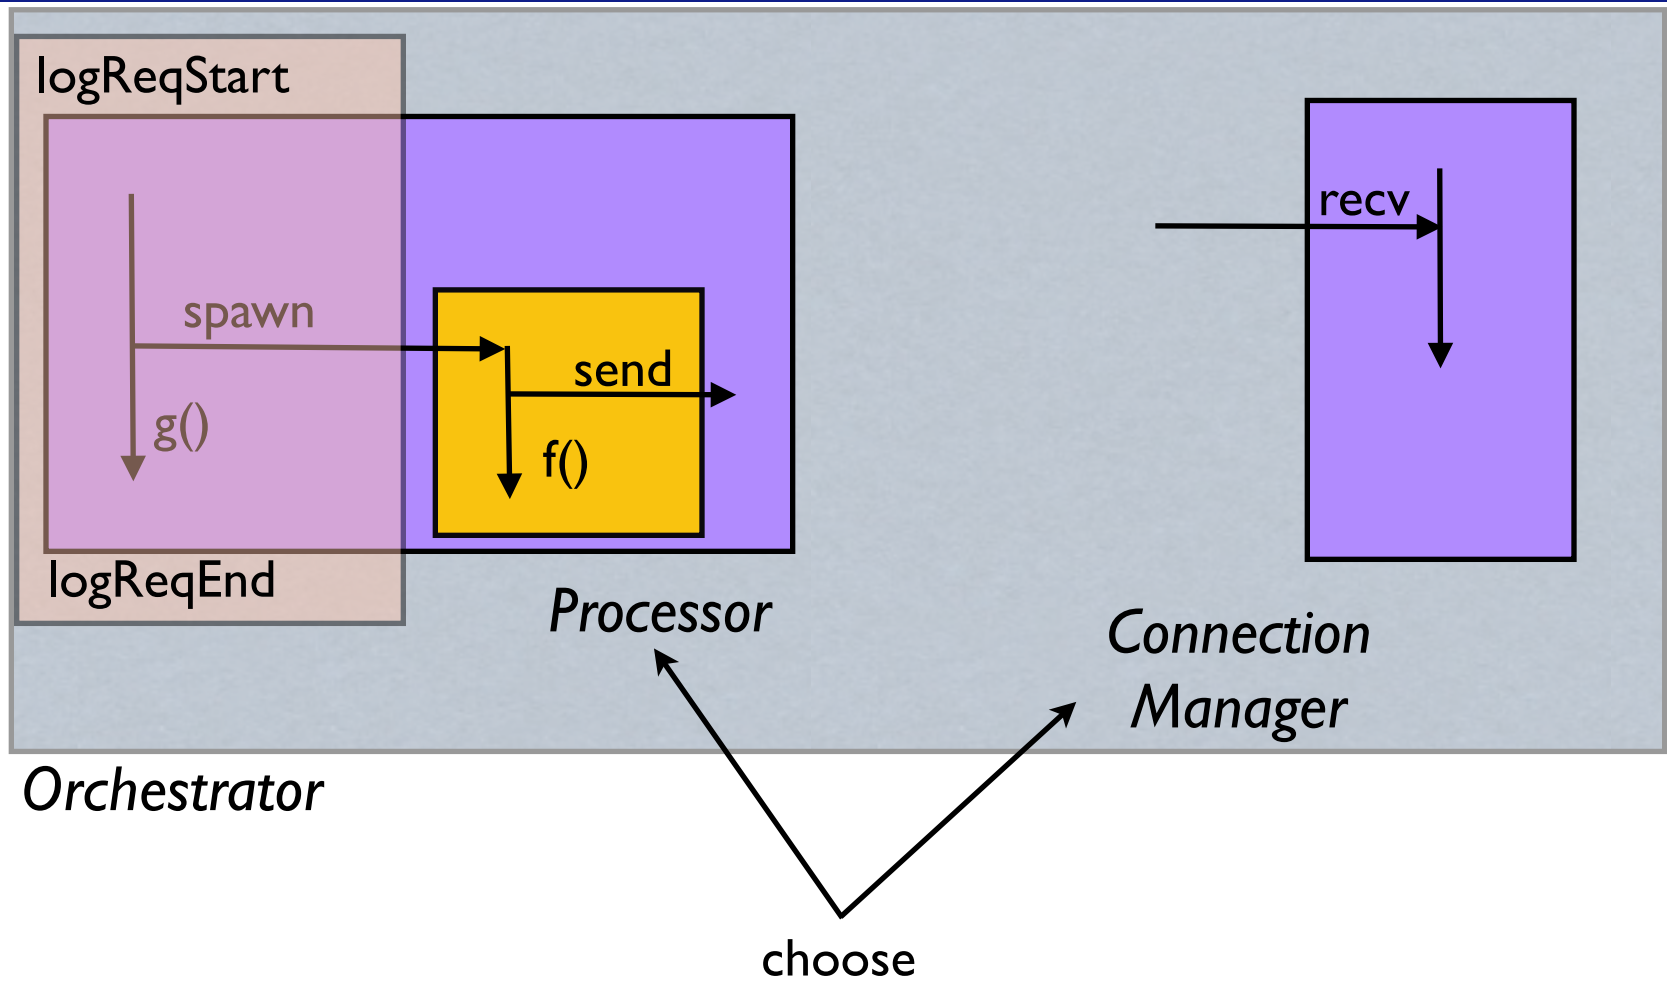 logReqStart
recv
spawn
send
g()
f()
logReqEnd
Processor
Connection
Manager
Orchestrator
choose